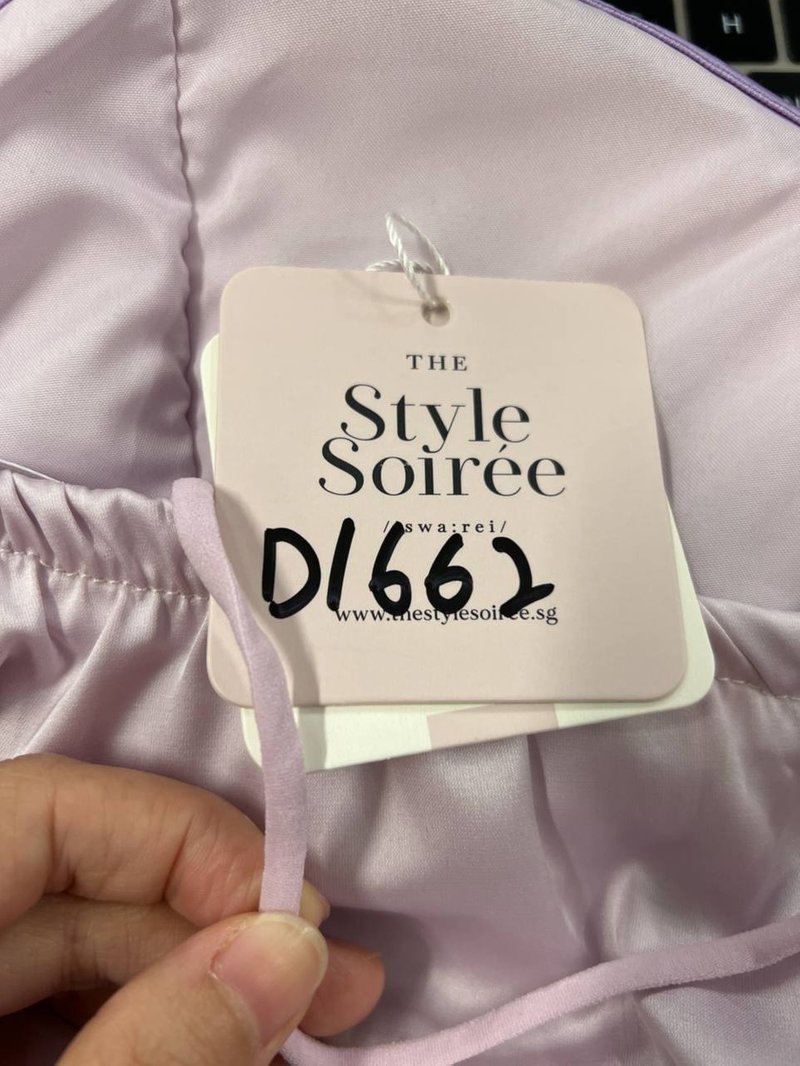 THE
Style
Soirée
/ swa:rei/
D1662
www.thestylesoiree.sg
H